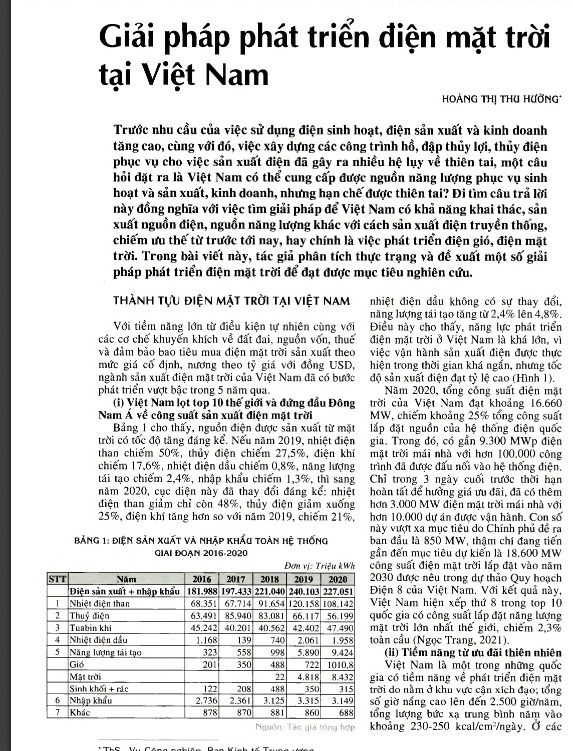 Giải pháp phát triển điện mặt trời
tại Việt Nam
HOÀNG THỊ THU HƯỜNG*
Trước nhu cầu của việc sử dụng điện sinh hoạt, điện sản xuất và kinh doanh
tăng cao, cùng với đó, việc xây dựng các công trình hồ, đập thủy lợi, thủy điện
phục vụ cho việc sản xuất điện đã gây ra nhiều hệ lụy về thiên tai, một câu
hỏi đặt ra là Việt Nam có thể cung cấp được nguồn năng lượng phục vụ sinh
hoạt và sản xuất, kinh doanh, nhưng hạn chế được thiên tai? Đi tìm câu trả lời
này đồng nghĩa với việc tìm giải pháp để Việt Nam có khả năng khai thác, sản
xuất nguồn điện, nguồn năng lượng khác với cách sản xuất điện truyền thống,
chiếm ưu thế từ trước tới nay, hay chính là việc phát triển điện gió, điện mặt
trời. Trong bài viết này, tác giả phân tích thực trạng và đề xuất một số giải
pháp phát triển điện mặt trời để đạt được mục tiêu nghiên cứu.
THÀNH TỰU ĐIỆN MẶT TRỜI TẠI VIỆT NAM
Với tiềm năng lớn từ điều kiện tự nhiên cùng với
các cơ chế khuyến khích về đất đai, nguồn vốn, thuế
và đảm bảo bao tiêu mua điện mặt trời sản xuất theo
mức giá cố định, nương theo tỷ giá với đồng USD,
ngành sản xuất điện mặt trời của Việt Nam đã có bước
phát triển vượt bậc trong 5 năm qua.
(i) Việt Nam lọt top 10 thế giới và đứng đầu Đông
Nam Á về công suất sản xuất điện mặt trời
Bảng 1 cho thấy, nguồn điện được sản xuất từ mặt
trời có tốc độ tăng đáng kể. Nếu năm 2019, nhiệt điện
than chiếm 50%, thủy điện chiếm 27,5%, điện khí
chiếm 17,6%, nhiệt điện dầu chiếm 0,8%, năng lượng
tái tạo chiếm 2,4%, nhập khẩu chiếm 1,3%, thì sang
năm 2020, cục diện này đã thay đổi đáng kể: nhiệt
điện than giảm chỉ còn 48%, thủy điện giảm xuống
25%, điện khí tăng hơn so với năm 2019, chiếm 21%,
BẢNG 1: ĐIỆN SẢN XUẤT VÀ NHẬP KHẨU TOÀN HỆ THỐNG
GIAI ĐOẠN 2016-2020
Đơn vị: Triệu kWh
STT Năm 2016 2017 2018 2019 2020
Điện sản xuất + nhập khẩu 181.988 197.433 221.040 240.103 227.051
1 Nhiệt điện than 68.351 67.714 91.654 120.158 108.142
2 Thuỷ điện 63.491 85.940 83.081 66.117 56.199
3 Tuabin khí 45.242 40.201 40.562 42.402 47.490
4 Nhiệt điện dầu 1.168 139 740 2.061 1.958
5 Năng lượng tái tạo 323 558 998 5.890 9.424
Gió 201 350 488 722 1010,8
Mặt trời 22 4.818 8.432
Sinh khối + rác 122 208 488 350 315
6 Nhập khẩu 2.736 2.361 3.125 3.315 3.149
7 Khác 878 870 881 860 688
Nguồn: Tác giả tổng hợp
nhiệt điện dầu không có sự thay đổi,
năng lượng tái tạo tăng từ 2,4% lên 4,8%.
Điều này cho thấy, năng lực phát triển
điện mặt trời ở Việt Nam là khá lớn, vì
việc vận hành sản xuất điện được thực
hiện trong thời gian khá ngắn, nhưng tốc
độ sản xuất điện đạt tỷ lệ cao (Hình 1).
Năm 2020, tổng công suất điện mặt
trời của Việt Nam đạt khoảng 16.660
MW, chiếm khoảng 25% tổng công suất
lắp đặt nguồn của hệ thống điện quốc
gia. Trong đó, có gần 9.300 MWp điện
mặt trời mái nhà với hơn 100.000 công
trình đã được đấu nối vào hệ thống điện.
Chỉ trong 3 ngày cuối trước thời hạn
hoàn tất để hưởng giá ưu đãi, đã có thêm
hơn 3.000 MW điện mặt trời mái nhà với
hơn 10.000 dự án được vận hành. Con số
này vượt xa mục tiêu do Chính phủ đề ra
ban đầu là 850 MW, thậm chí đang tiến
gần đến mục tiêu dự kiến là 18.600 MW
công suất điện mặt trời lắp đặt vào năm
2030 được nêu trong dự thảo Quy hoạch
Điện 8 của Việt Nam. Với kết quả này,
Việt Nam hiện xếp thứ 8 trong top 10
quốc gia có công suất lắp đặt năng lượng
mặt trời lớn nhất thế giới, chiếm 2,3%
toàn cầu (Ngọc Trang, 2021).
(ii) Tiềm năng từ ưu đãi thiên nhiên
Việt Nam là một trong những quốc
gia có tiềm năng về phát triển điện mặt
trời do nằm ở khu vực cận xích đạo; tổng
số giờ nắng cao lên đến 2.500 giờ/năm,
tổng lượng bức xạ trung bình năm vào
khoảng 230-250 kcal/cm²/ngày. Ở các
*ThS., Vụ Công nghiệp, Ban Kinh tế Trung ương